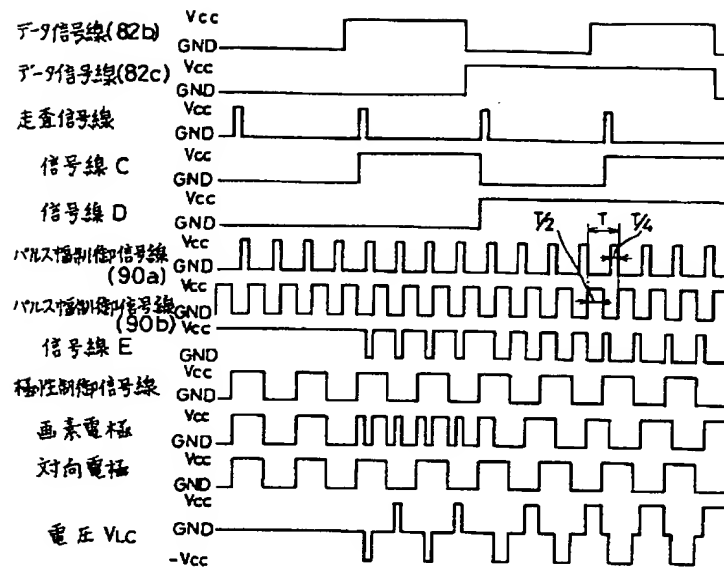 Vcc
データ信号線(82b)
GND
データ信号線(82c)
Vcc
GND
走査信号線
Vcc
GND
信号線 C
Vcc
GND
信号線 D
Vcc
GND
T/2
T
T/4
パルス幅制御信号線
(90a)
Vcc
GND
パルス幅制御信号線
(90b)
Vcc
GND
信号線 E
Vcc
GND
極性制御信号線
Vcc
GND
画素電極
Vcc
GND
対向電極
Vcc
GND
電圧 VLC
Vcc
GND
-Vcc